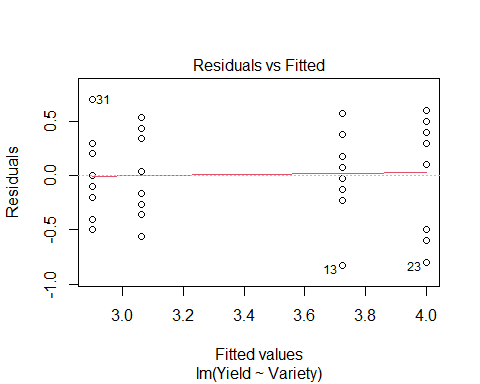 Residuals vs Fitted
Residuals
0.5
0.0
-0.5
-1.0
31
13
23
3.0 3.2 3.4 3.6 3.8 4.0
Fitted values
lm(Yield ~ Variety)